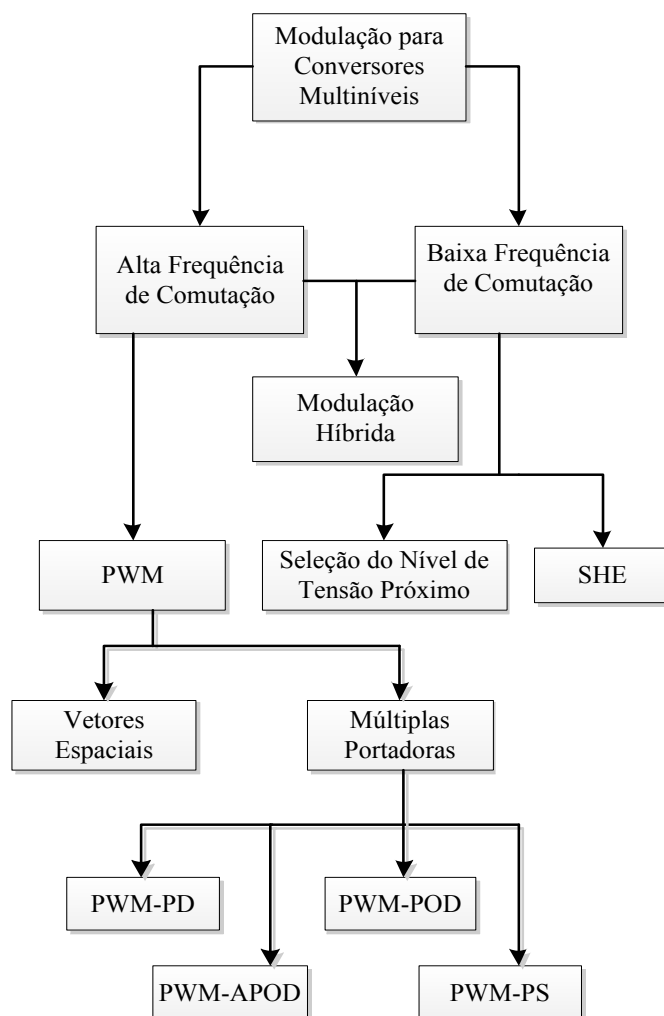 Modulação para
Conversores
Multiníveis
Alta Frequência
de Comutação
Baixa Frequência
de Comutação
Modulação
Híbrida
PWM
Seleção do Nível de
Tensão Próximo
SHE
Vetores
Espaciais
Múltiplas
Portadoras
PWM-PD
PWM-POD
PWM-APOD
PWM-PS